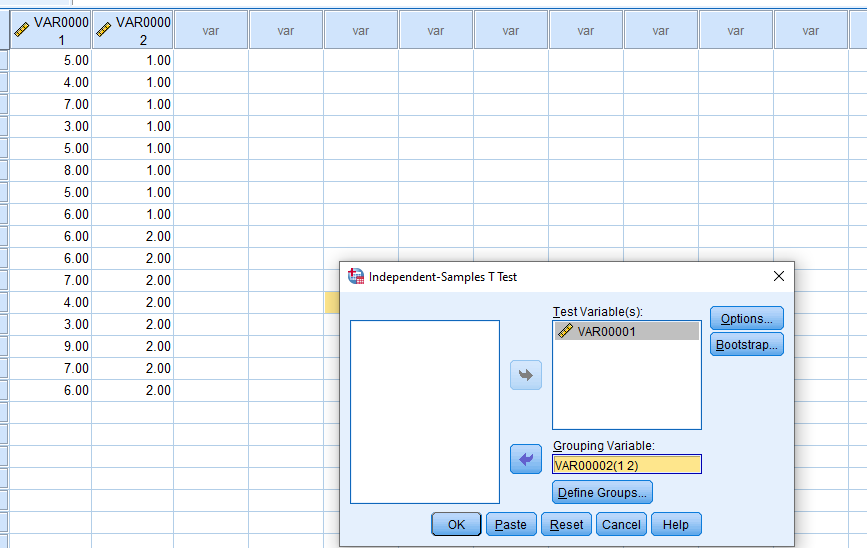 VAR0000
1
VAR0000
2
var
var
var
var
var
var
var
var
var
5.00 1.00
4.00 1.00
7.00 1.00
3.00 1.00
5.00 1.00
8.00 1.00
5.00 1.00
6.00 1.00
6.00 2.00
6.00 2.00
7.00 2.00
4.00 2.00
3.00 2.00
9.00 2.00
7.00 2.00
6.00 2.00
Independent-Samples T Test
Test Variable(s):
VAR00001
Options...
Bootstrap...
Grouping Variable:
VAR00002(1 2)
Define Groups...
OK Paste Reset Cancel Help